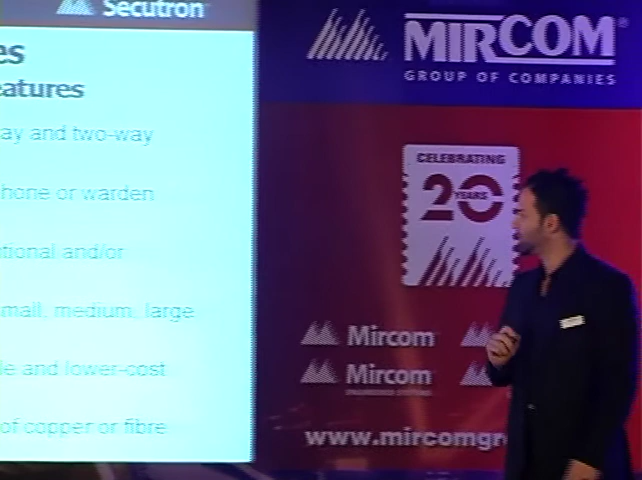 Secutron
es
eatures
ay and two-way
hone or warden
tional and/or
small, medium, large
le and lower-cost
of copper or fibre
MIRCOM®
GROUP OF COMPANIES
CELEBRATING
20
YEARS
Mircom
Mircom
www.mircomgr